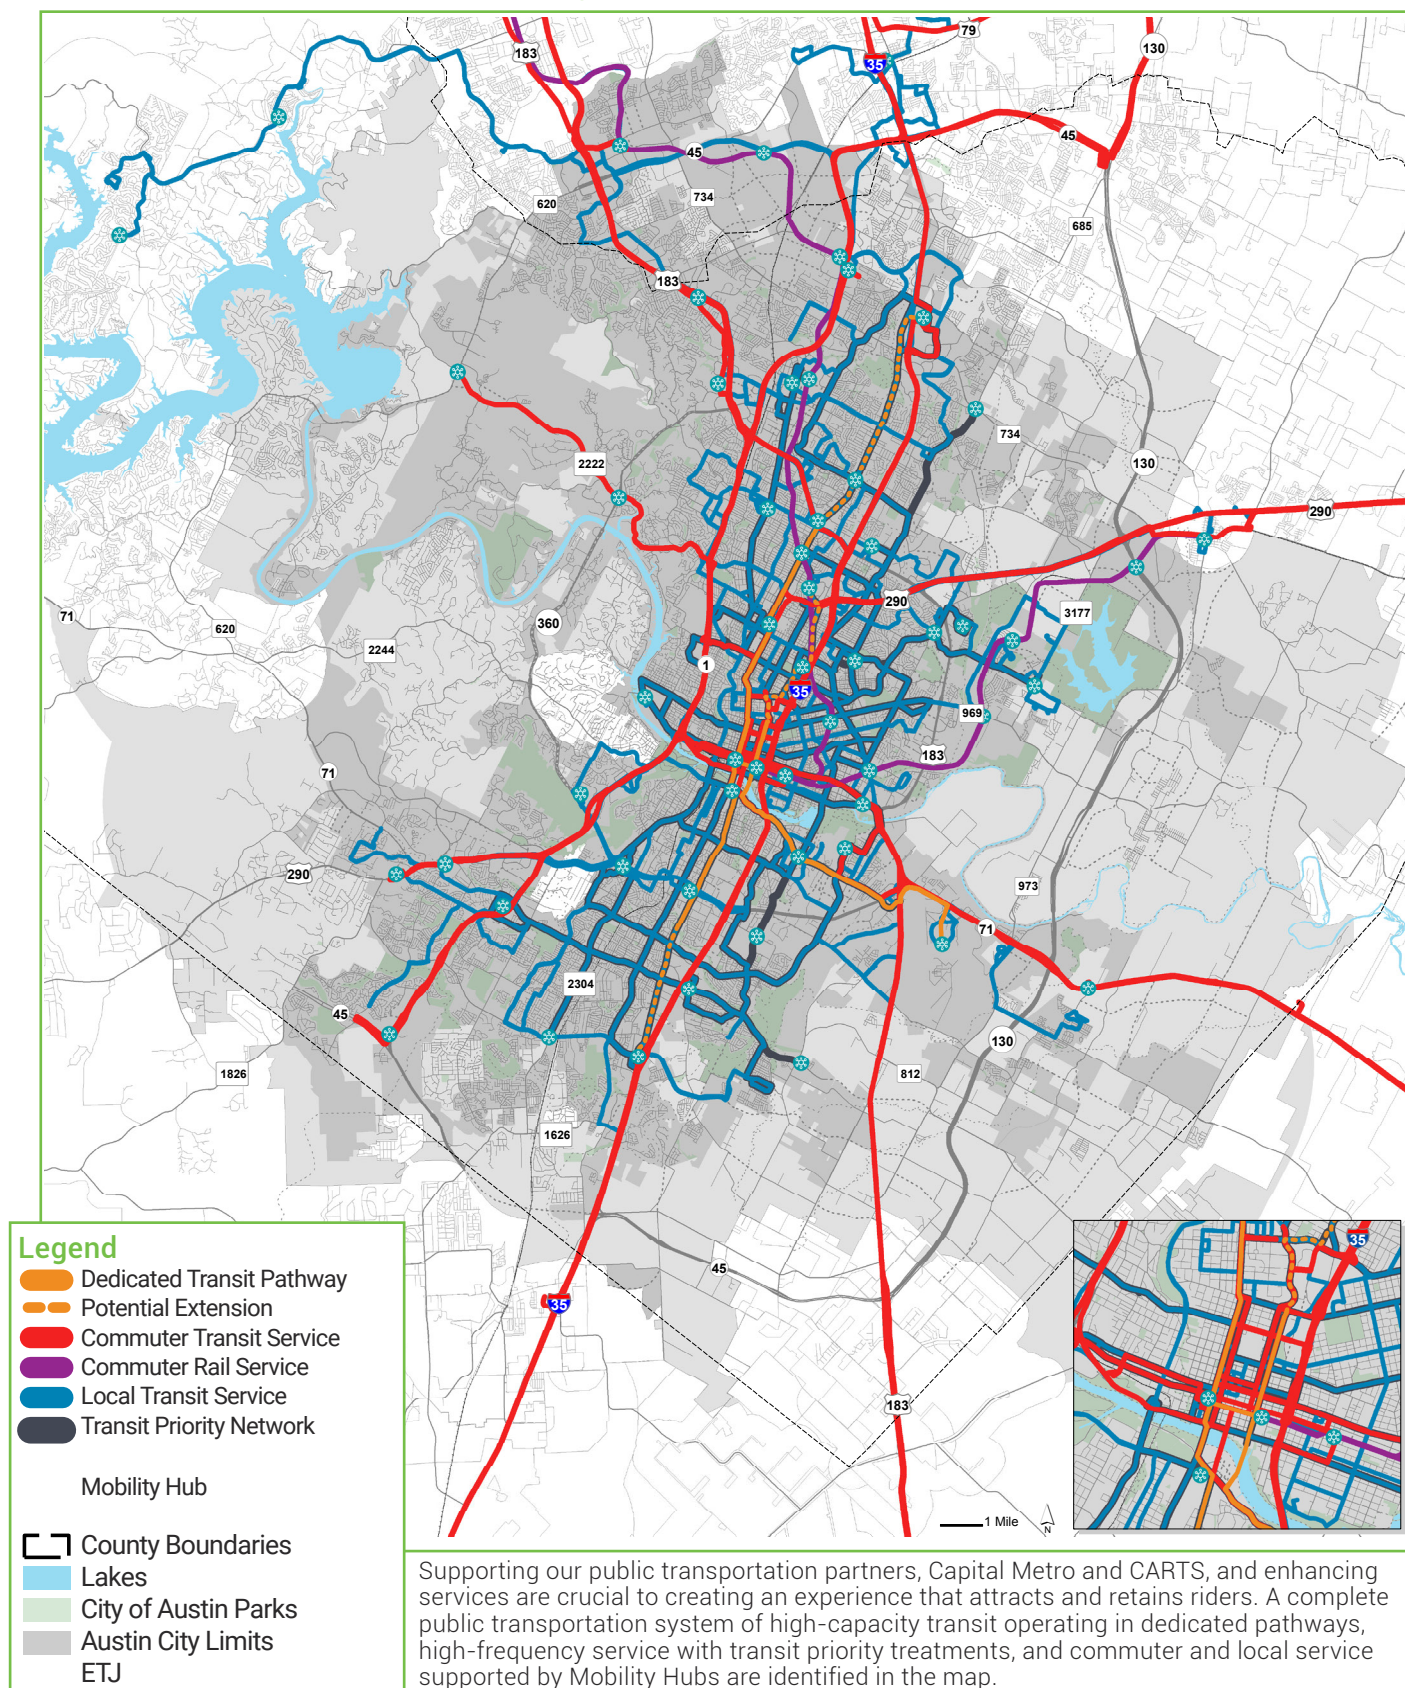 79
183
35
130
45
45
734
620
685
183
734
2222
130
290
71
620
2244
360
290
3177
1
35
969
183
71
290
973
71
2304
45
130
1826
812
1626
45
35
183
35
1 Mile
N
Legend
Dedicated Transit Pathway
Potential Extension
Commuter Transit Service
Commuter Rail Service
Local Transit Service
Transit Priority Network
Mobility Hub
County Boundaries
Lakes
City of Austin Parks
Austin City Limits
ETJ
Supporting our public transportation partners, Capital Metro and CARTS, and enhancing
services are crucial to creating an experience that attracts and retains riders. A complete
public transportation system of high-capacity transit operating in dedicated pathways,
high-frequency service with transit priority treatments, and commuter and local service
supported by Mobility Hubs are identified in the map.